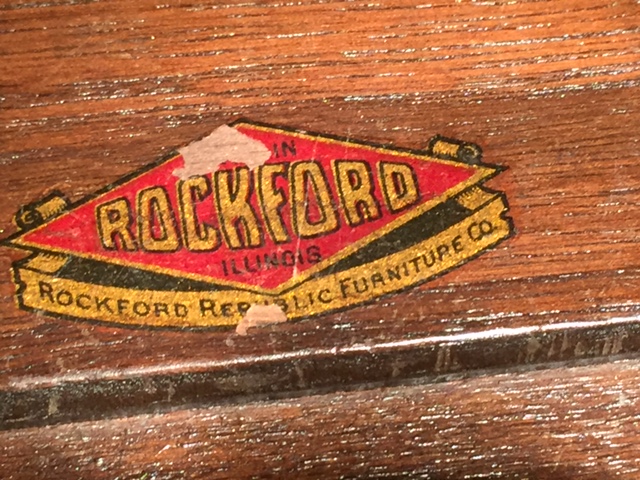 IN
ROCKFORD
ILLINOIS
ROCKFORD REPUBLIC FURNITURE CO.